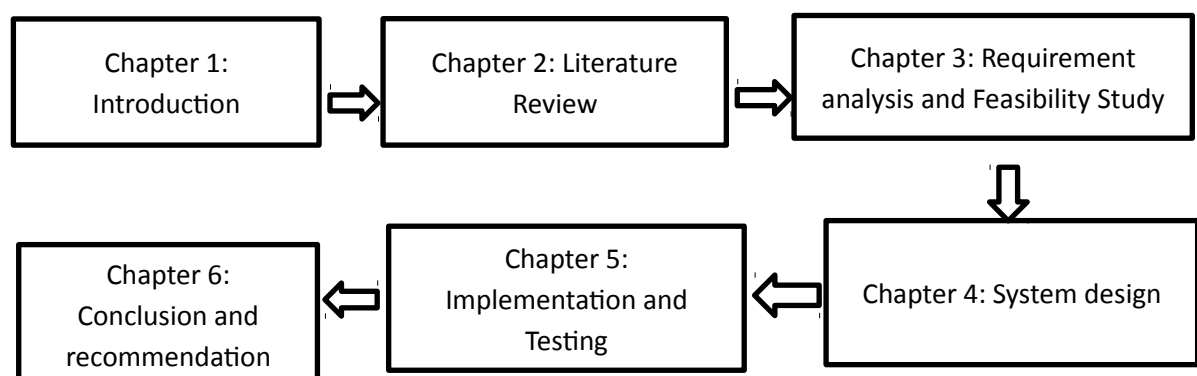 Chapter 1:
Introduction
Chapter 2: Literature
Review
Chapter 3: Requirement
analysis and Feasibility Study
Chapter 4: System design
Chapter 5:
Implementation and
Testing
Chapter 6:
Conclusion and
recommendation